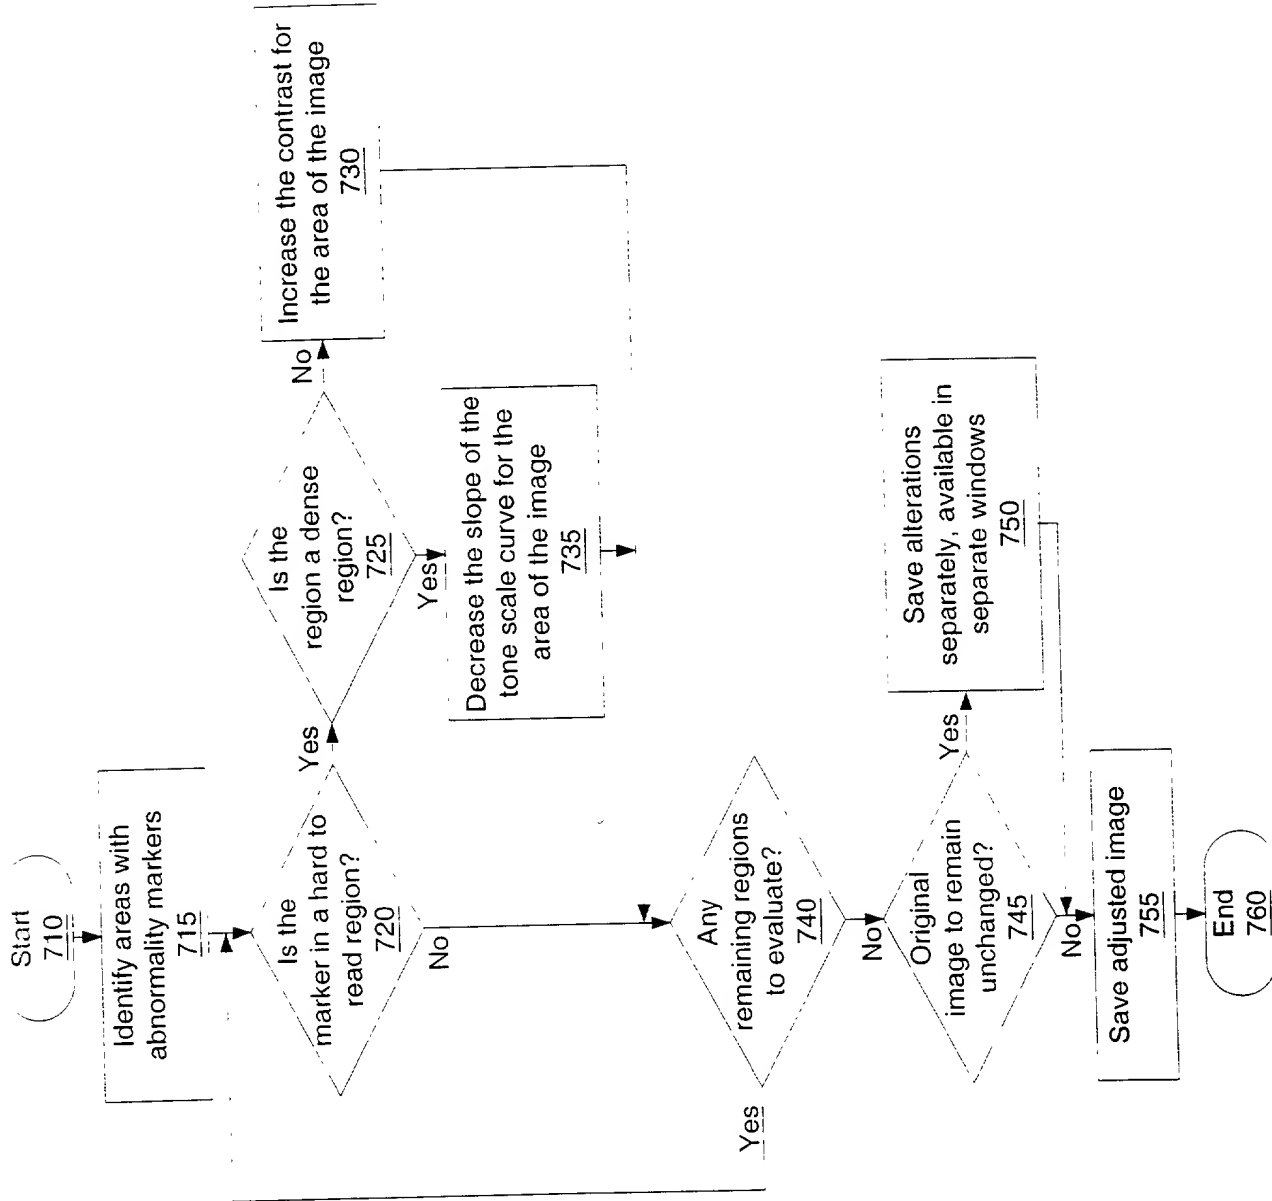 Start
710
Identify areas with
abnormality markers
715
Is the
marker in a hard to
read region?
720
Yes
No
Is the
region a dense
region?
725
No
Yes
Increase the contrast for
the area of the image
730
Decrease the slope of the
tone scale curve for the
area of the image
735
Any
remaining regions
to evaluate?
740
Yes
No
Original
image to remain
unchanged?
745
Yes
No
Save alterations
separately, available in
separate windows
750
Save adjusted image
755
End
760